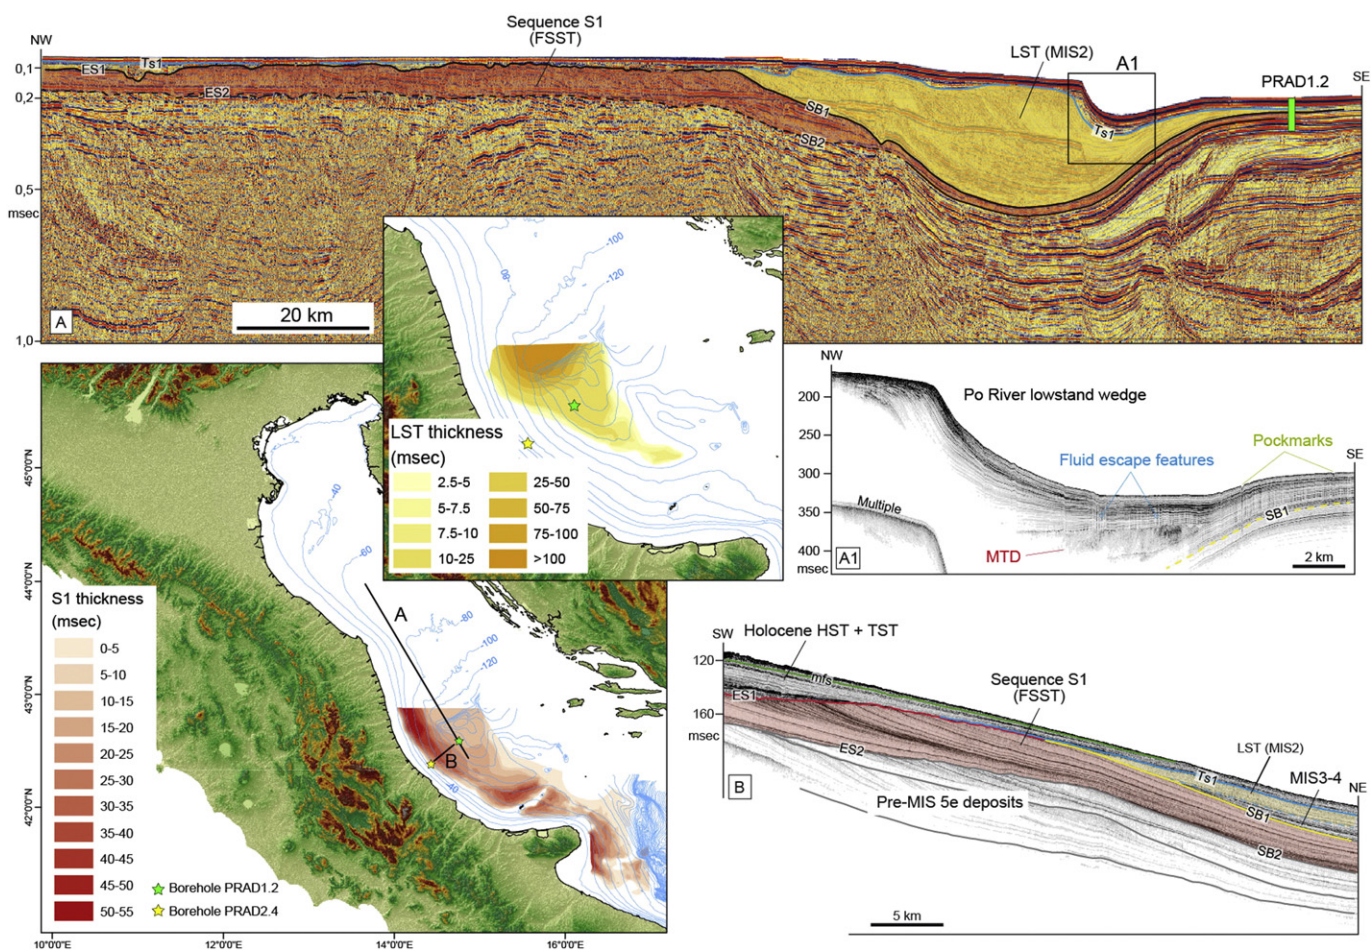 Sequence S1
(FSST)
LST (MIS2)
NW
SE
A1
PRAD1.2
ES1
Ts1
ES2
SB1
SB2
Ts1
0,1
0,2
0,5
msec
1,0
A
20 km
-80
-100
-120
LST thickness
(msec)
2.5-5
5-7.5
7.5-10
10-25
25-50
50-75
75-100
>100
NW
SE
Po River lowstand wedge
Pockmarks
Fluid escape features
Multiple
SB1
MTD
200
250
300
350
400
msec
A1
2 km
45°0'0"N
44°0'0"N
43°0'0"N
42°0'0"N
-40
-60
-80
-100
-120
-40
A
B
S1 thickness
(msec)
0-5
5-10
10-15
15-20
20-25
25-30
30-35
35-40
40-45
45-50
50-55
Borehole PRAD1.2
Borehole PRAD2.4
10°0'0"E
12°0'0"E
14°0'0"E
16°0'0"E
SW
NE
Holocene HST + TST
mfs
Sequence S1
(FSST)
ES1
ES2
LST (MIS2)
Ts1
MIS3-4
SB1
SB2
Pre-MIS 5e deposits
120
160
msec
B
5 km